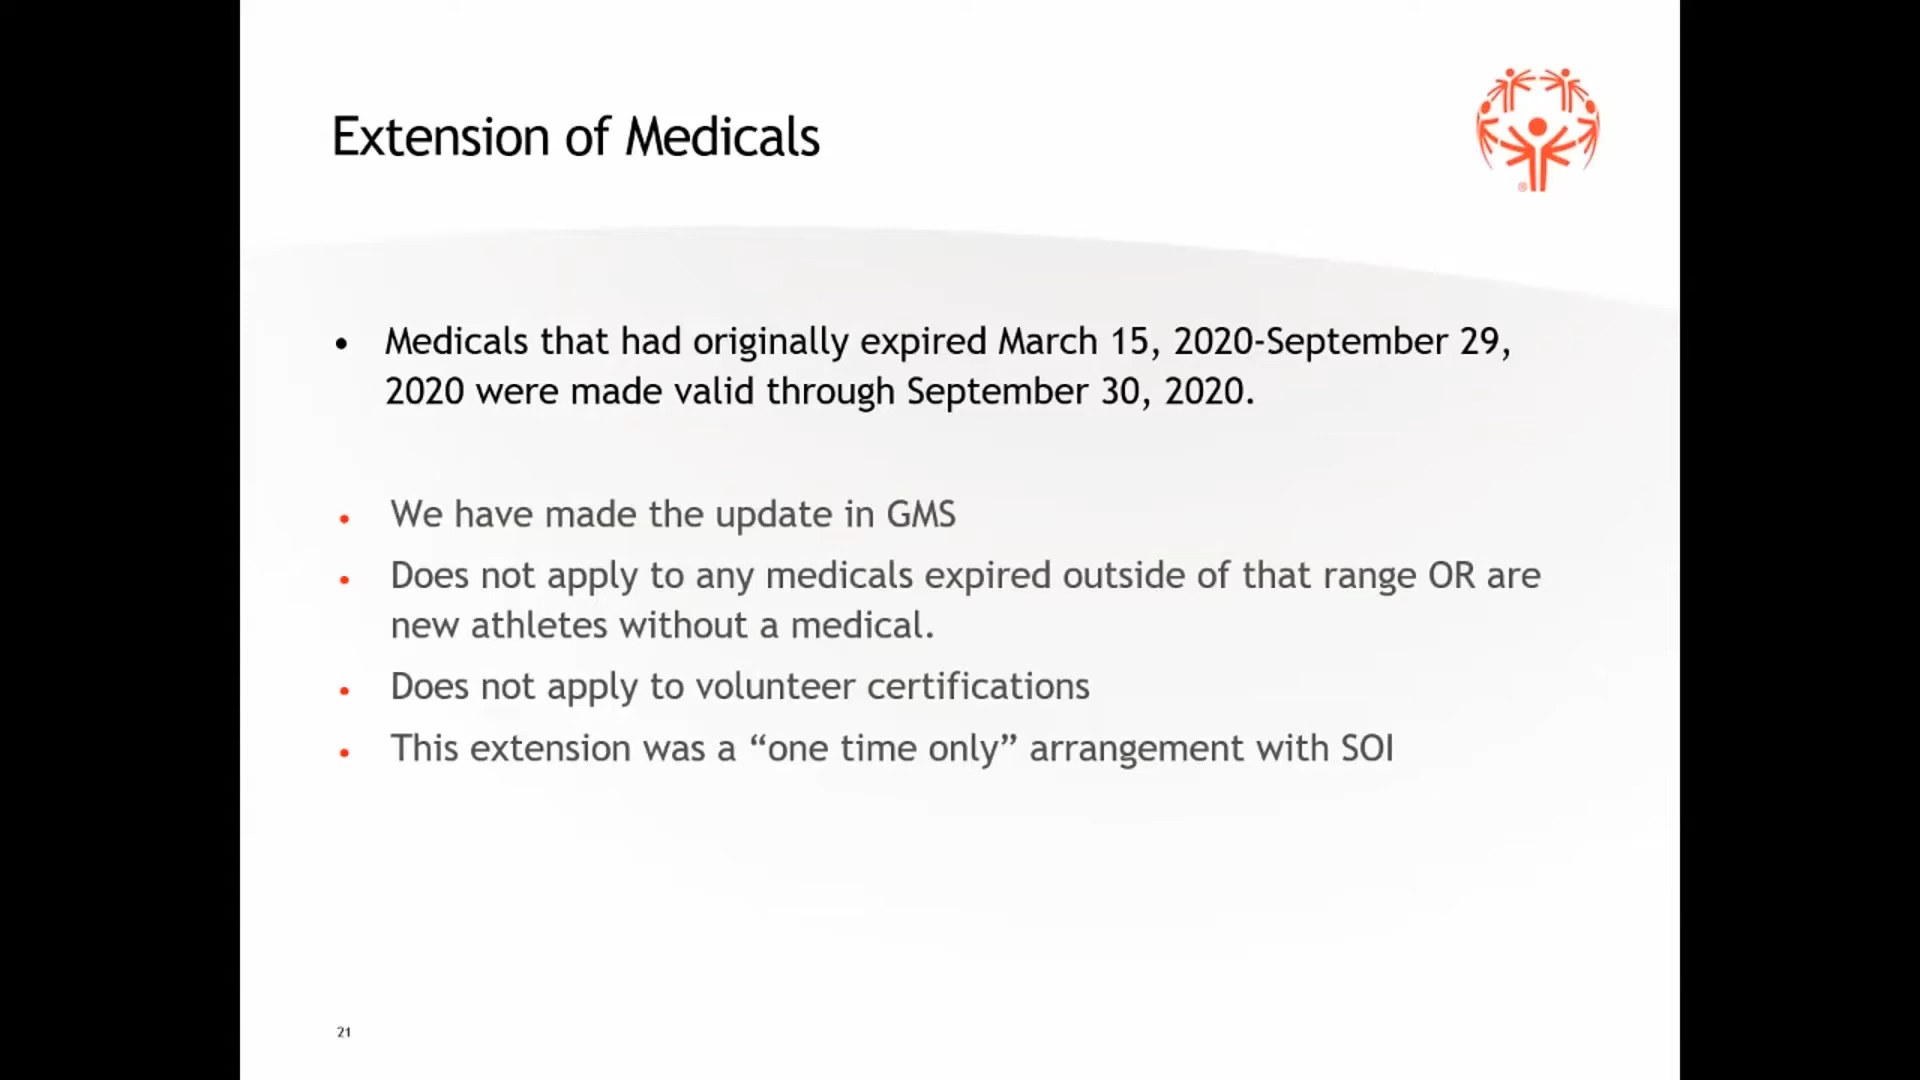 Extension of Medicals
®
• Medicals that had originally expired March 15, 2020-September 29,
2020 were made valid through September 30, 2020.
• We have made the update in GMS
• Does not apply to any medicals expired outside of that range OR are
new athletes without a medical.
• Does not apply to volunteer certifications
• This extension was a “one time only” arrangement with SOI
21